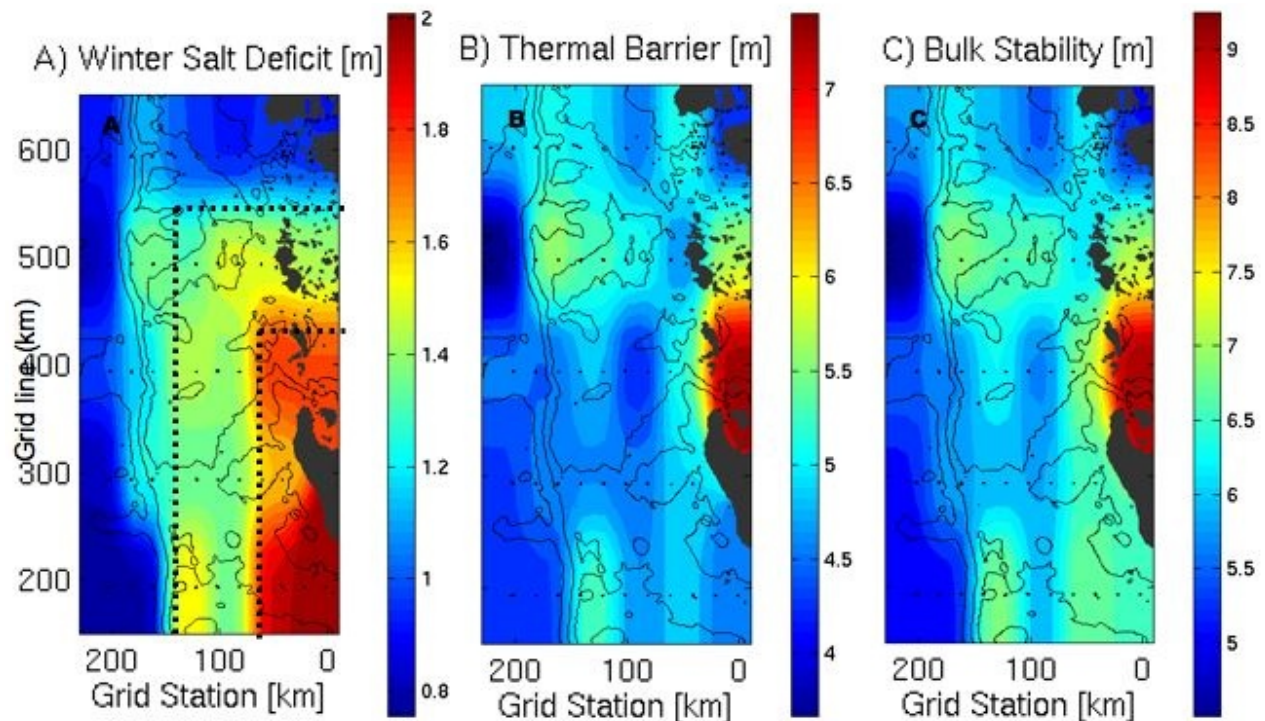 A) Winter Salt Deficit [m]
B) Thermal Barrier [m]
C) Bulk Stability [m]
A
B
C
Grid line (km)
600
500
400
300
200
200 100 0
Grid Station [km]
2
1.8
1.6
1.4
1.2
1
0.8
200 100 0
Grid Station [km]
7
6.5
6
5.5
5
4.5
4
200 100 0
Grid Station [km]
9
8.5
8
7.5
7
6.5
6
5.5
5